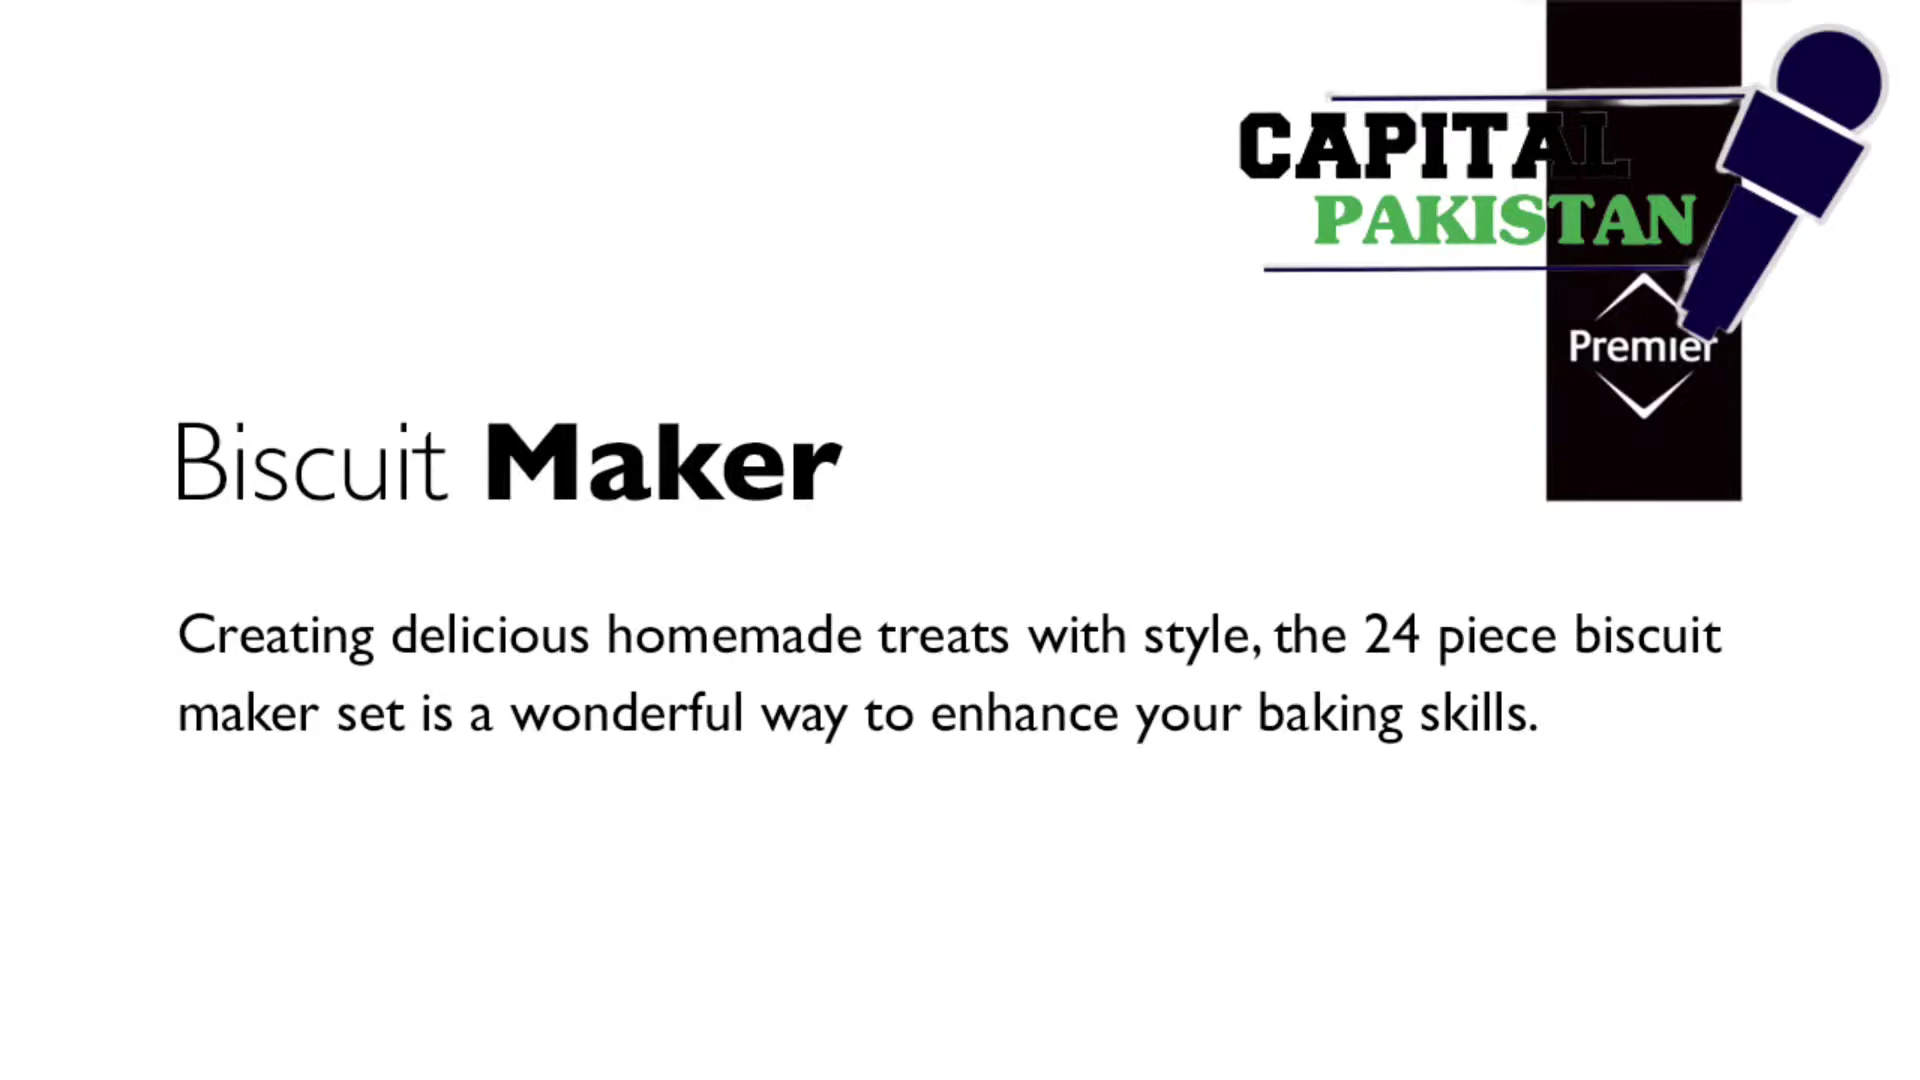 CAPITAL
PAKISTAN
Premier
Biscuit Maker
Creating delicious homemade treats with style, the 24 piece biscuit
maker set is a wonderful way to enhance your baking skills.